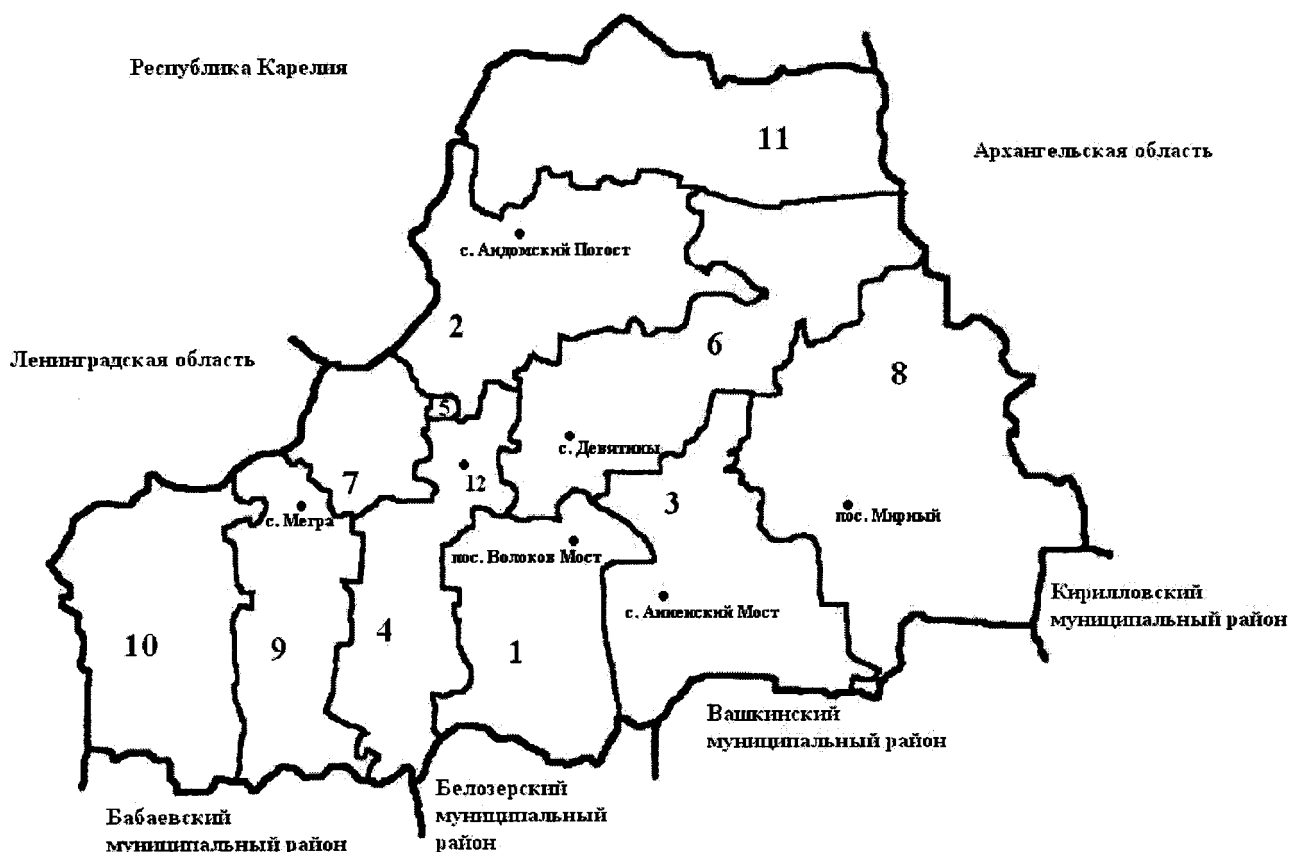 Республика Карелия
11
Архангельская область
с. Андомский Погост
2
6
Ленинградская область
8
5
с. Девятины
12
7
3
с. Мегра
пос. Мирный
пос. Волоков Мост
с. Анненский Мост
Кирилловский
муниципальный район
10
9
4
1
Вашкинский
муниципальный район
Белозерский
муниципальный
район
Бабаевский
муниципальный район